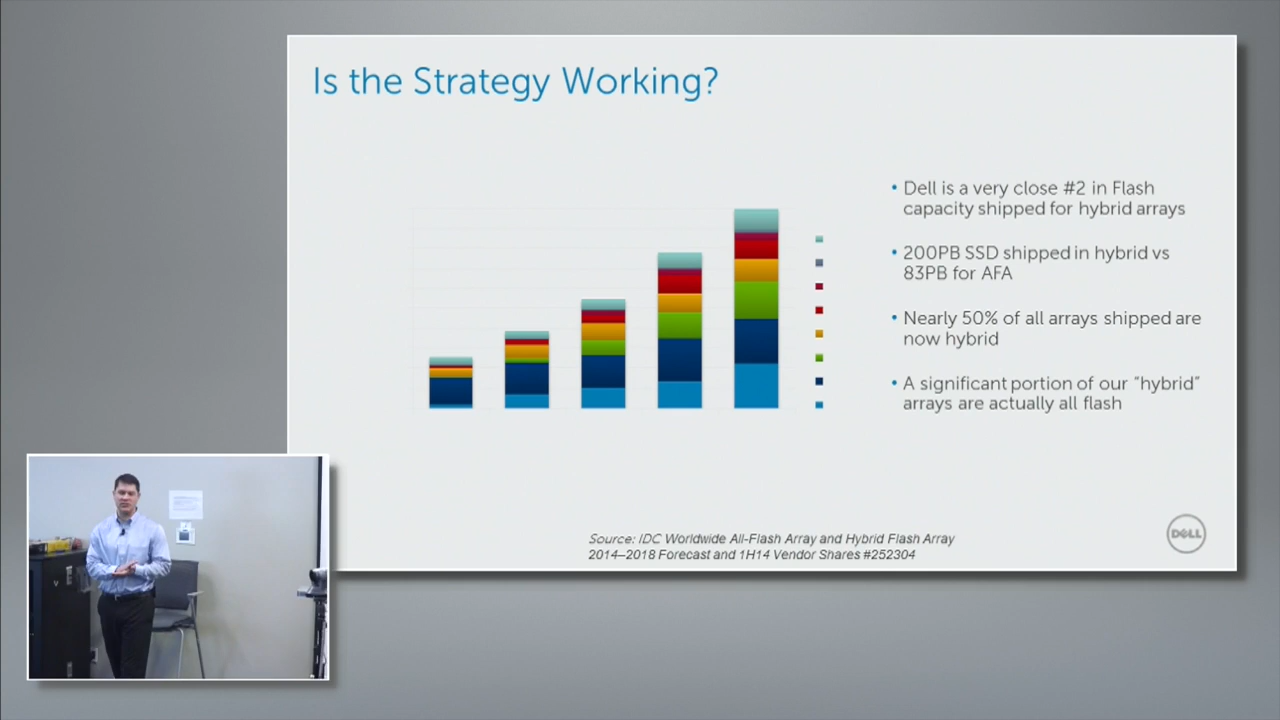 Is the Strategy Working?
• Dell is a very close #2 in Flash
capacity shipped for hybrid arrays
• 200PB SSD shipped in hybrid vs
83PB for AFA
• Nearly 50% of all arrays shipped are
now hybrid
• A significant portion of our “hybrid”
arrays are actually all flash
Source: IDC Worldwide All-Flash Array and Hybrid Flash Array
2014—2018 Forecast and 1H14 Vendor Shares #252304
DELL